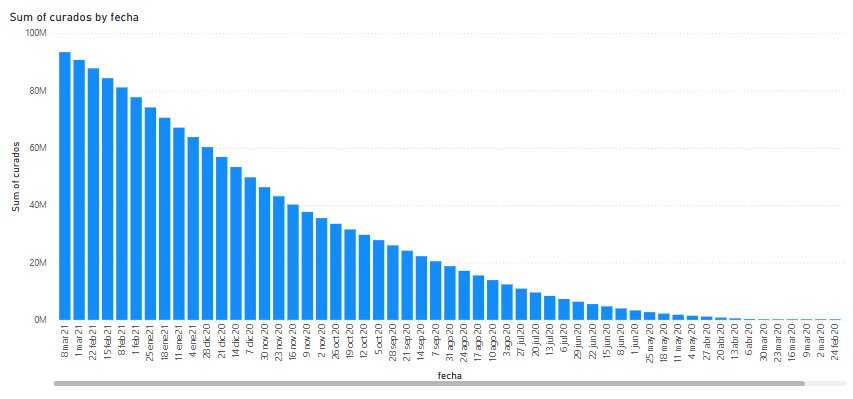 Sum of curados by fecha
100M
80M
60M
40M
20M
0M
Sum of curados
8 mar 21
1 mar 21
22 feb 21
15 feb 21
8 feb 21
1 feb 21
25 ene 21
18 ene 21
11 ene 21
4 ene 21
28 dic 20
21 dic 20
14 dic 20
7 dic 20
30 nov 20
23 nov 20
16 nov 20
9 nov 20
2 nov 20
26 oct 20
19 oct 20
12 oct 20
5 oct 20
28 sep 20
21 sep 20
14 sep 20
7 sep 20
31 ago 20
24 ago 20
17 ago 20
10 ago 20
3 ago 20
27 jul 20
20 jul 20
13 jul 20
6 jul 20
29 jun 20
22 jun 20
15 jun 20
8 jun 20
1 jun 20
25 may 20
18 may 20
11 may 20
4 may 20
27 abr 20
20 abr 20
13 abr 20
6 abr 20
30 mar 20
23 mar 20
16 mar 20
9 mar 20
2 mar 20
24 feb 20
fecha